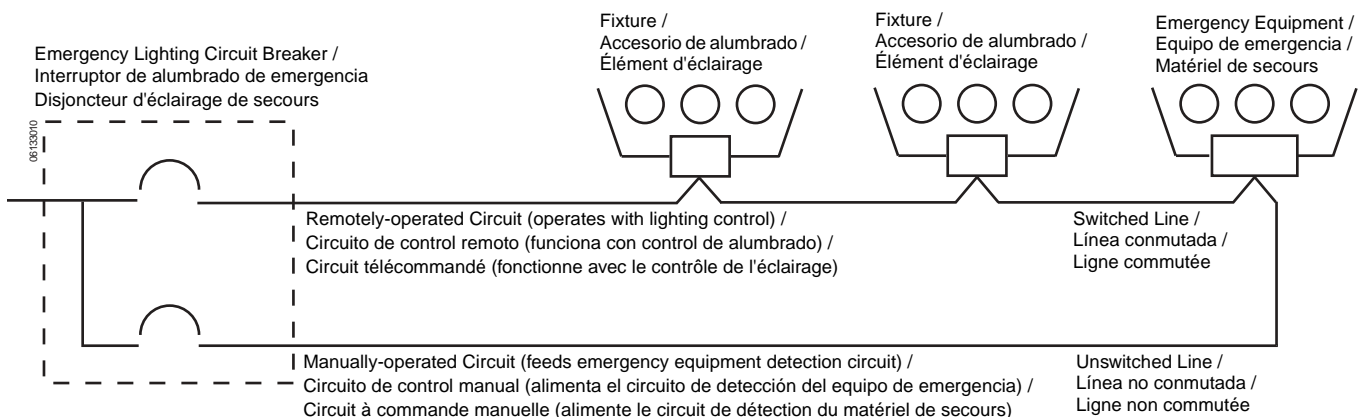 Fixture /
Accesorio de alumbrado /
Élément d'éclairage
Fixture /
Accesorio de alumbrado /
Élément d'éclairage
Emergency Equipment /
Equipo de emergencia /
Matériel de secours
Emergency Lighting Circuit Breaker /
Interruptor de alumbrado de emergencia
Disjoncteur d'éclairage de secours
06133010
Remotely-operated Circuit (operates with lighting control) /
Circuito de control remoto (funciona con control de alumbrado) /
Circuit télécommandé (fonctionne avec le contrôle de l'éclairage)
Switched Line /
Línea conmutada /
Ligne commutée
Manually-operated Circuit (feeds emergency equipment detection circuit) /
Circuito de control manual (alimenta el circuito de detección del equipo de emergencia) /
Circuit à commande manuelle (alimente le circuit de détection du matériel de secours)
Unswitched Line /
Línea no conmutada /
Ligne non commutée